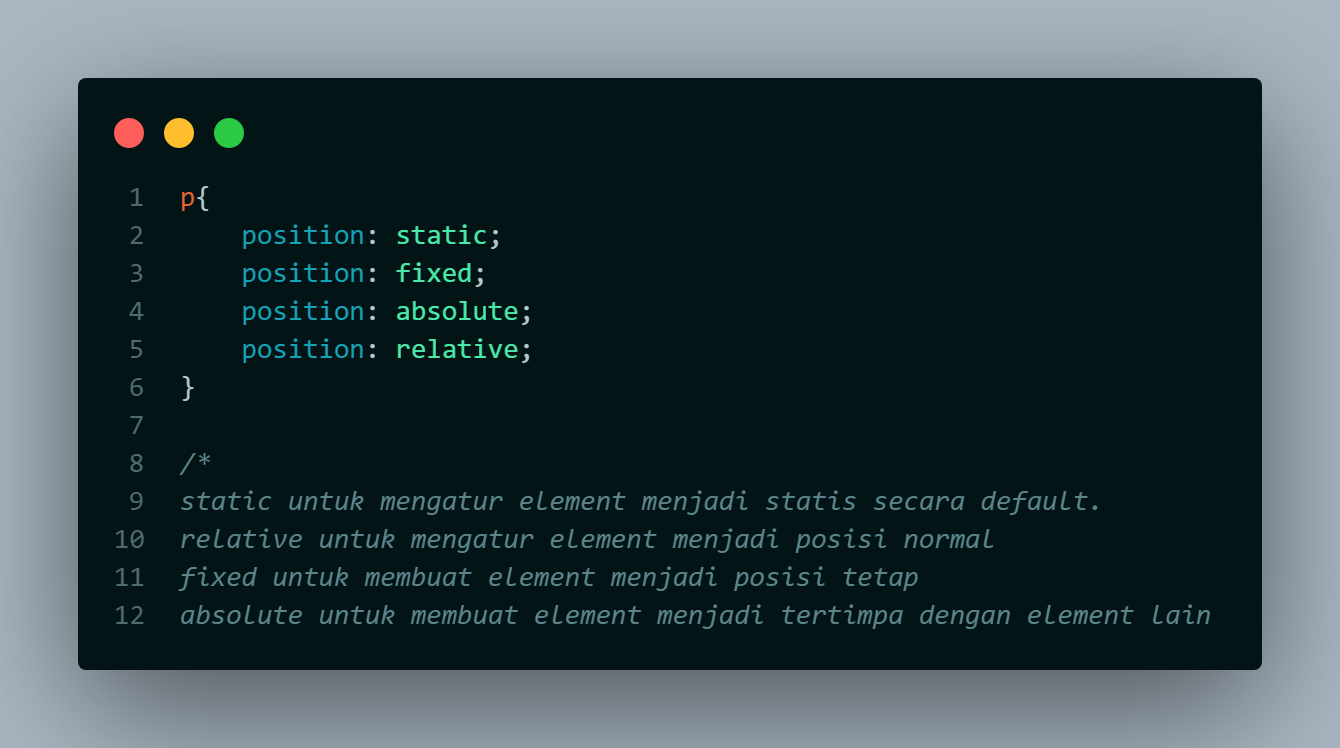 1 p{
2     position: static;
3     position: fixed;
4     position: absolute;
5     position: relative;
6 }
7
8 /*
9 static untuk mengatur element menjadi statis secara default.
10 relative untuk mengatur element menjadi posisi normal
11 fixed untuk membuat element menjadi posisi tetap
12 absolute untuk membuat element menjadi tertimpa dengan element lain